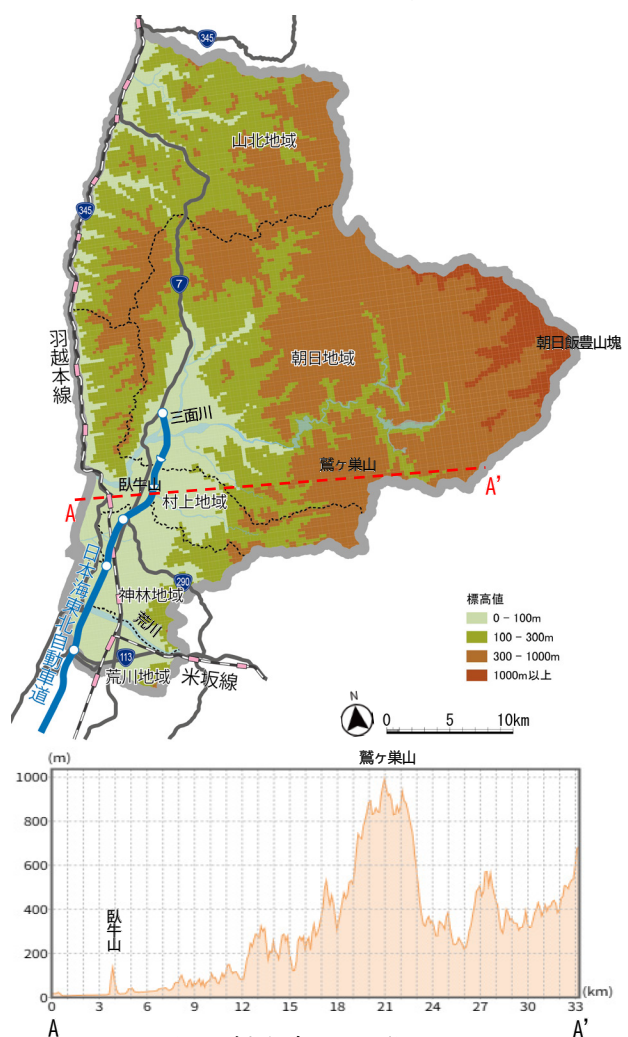 345
山北地域
345
7
羽越本線
朝日飯豊山塊
朝日地域
三面川
鷲ヶ巣山
臥牛山
A
A'
村上地域
日本海東北自動車道
290
神林地域
荒川
113
荒川地域
米坂線
標高値
0 - 100m
100 - 300m
300 - 1000m
1000m以上
N
0 5 10km
鷲ヶ巣山
(m)
1000
800
600
400
臥牛山
200
0
0 3 6 9 12 15 18 21 24 27 30 33
(km)
A A'